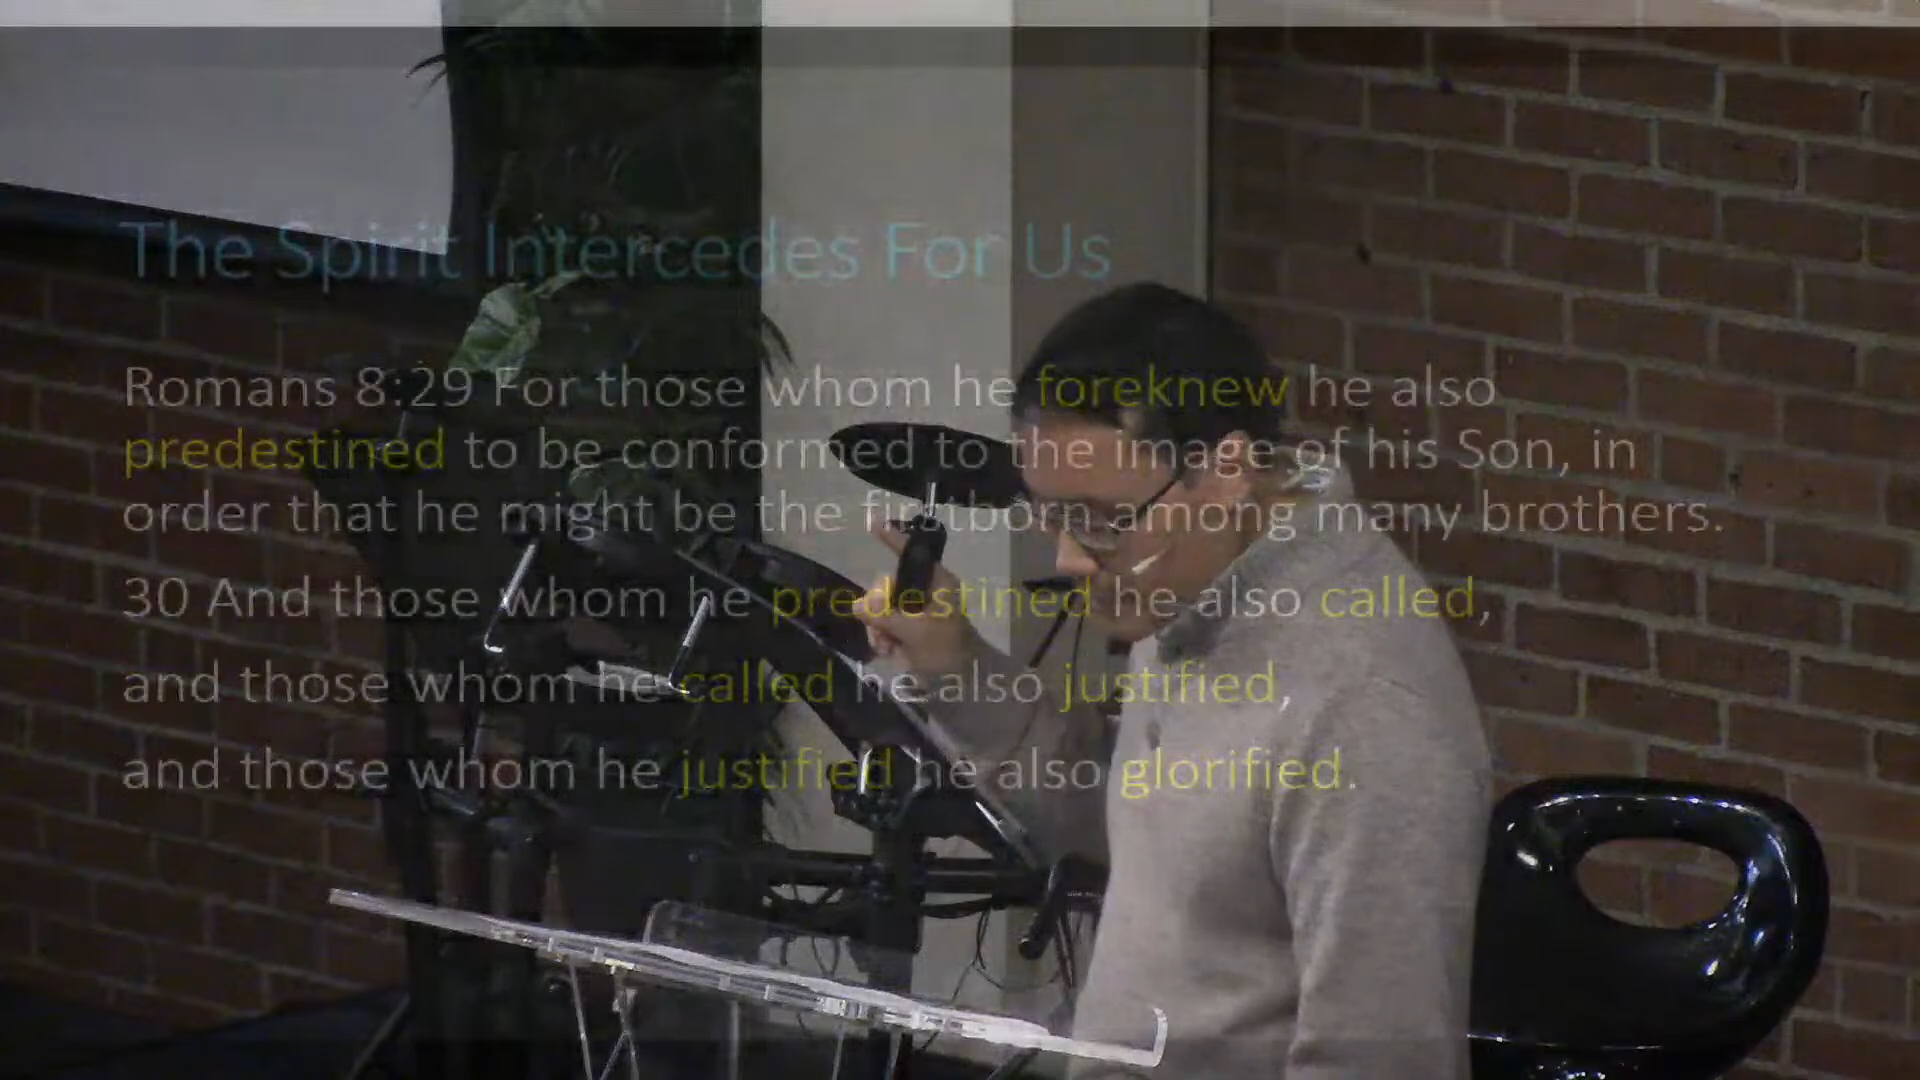 The Spirit Intercedes For Us
Romans 8:29 For those whom he foreknew he also
predestined to be conformed to the image of his Son, in
order that he might be the firstborn among many brothers.
30 And those whom he predestined he also called,
and those whom he called he also justified,
and those whom he justified he also glorified.